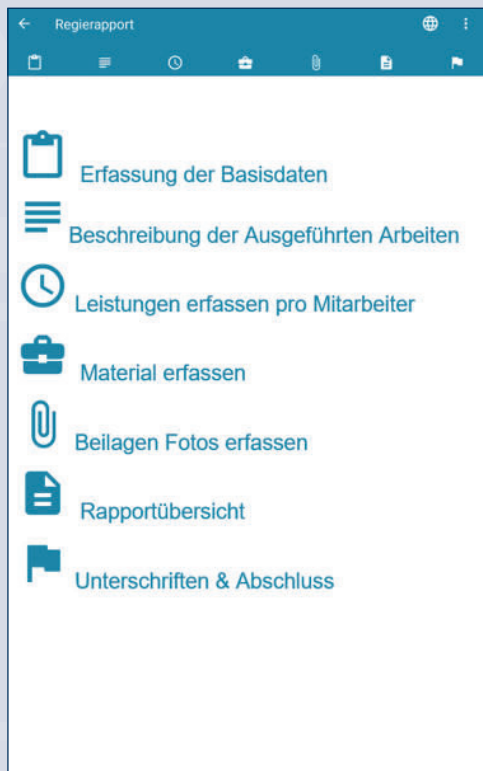 Regierapport
Erfassung der Basisdaten
Beschreibung der Ausgeführten Arbeiten
Leistungen erfassen pro Mitarbeiter
Material erfassen
Beilagen Fotos erfassen
Rapportübersicht
Unterschriften & Abschluss